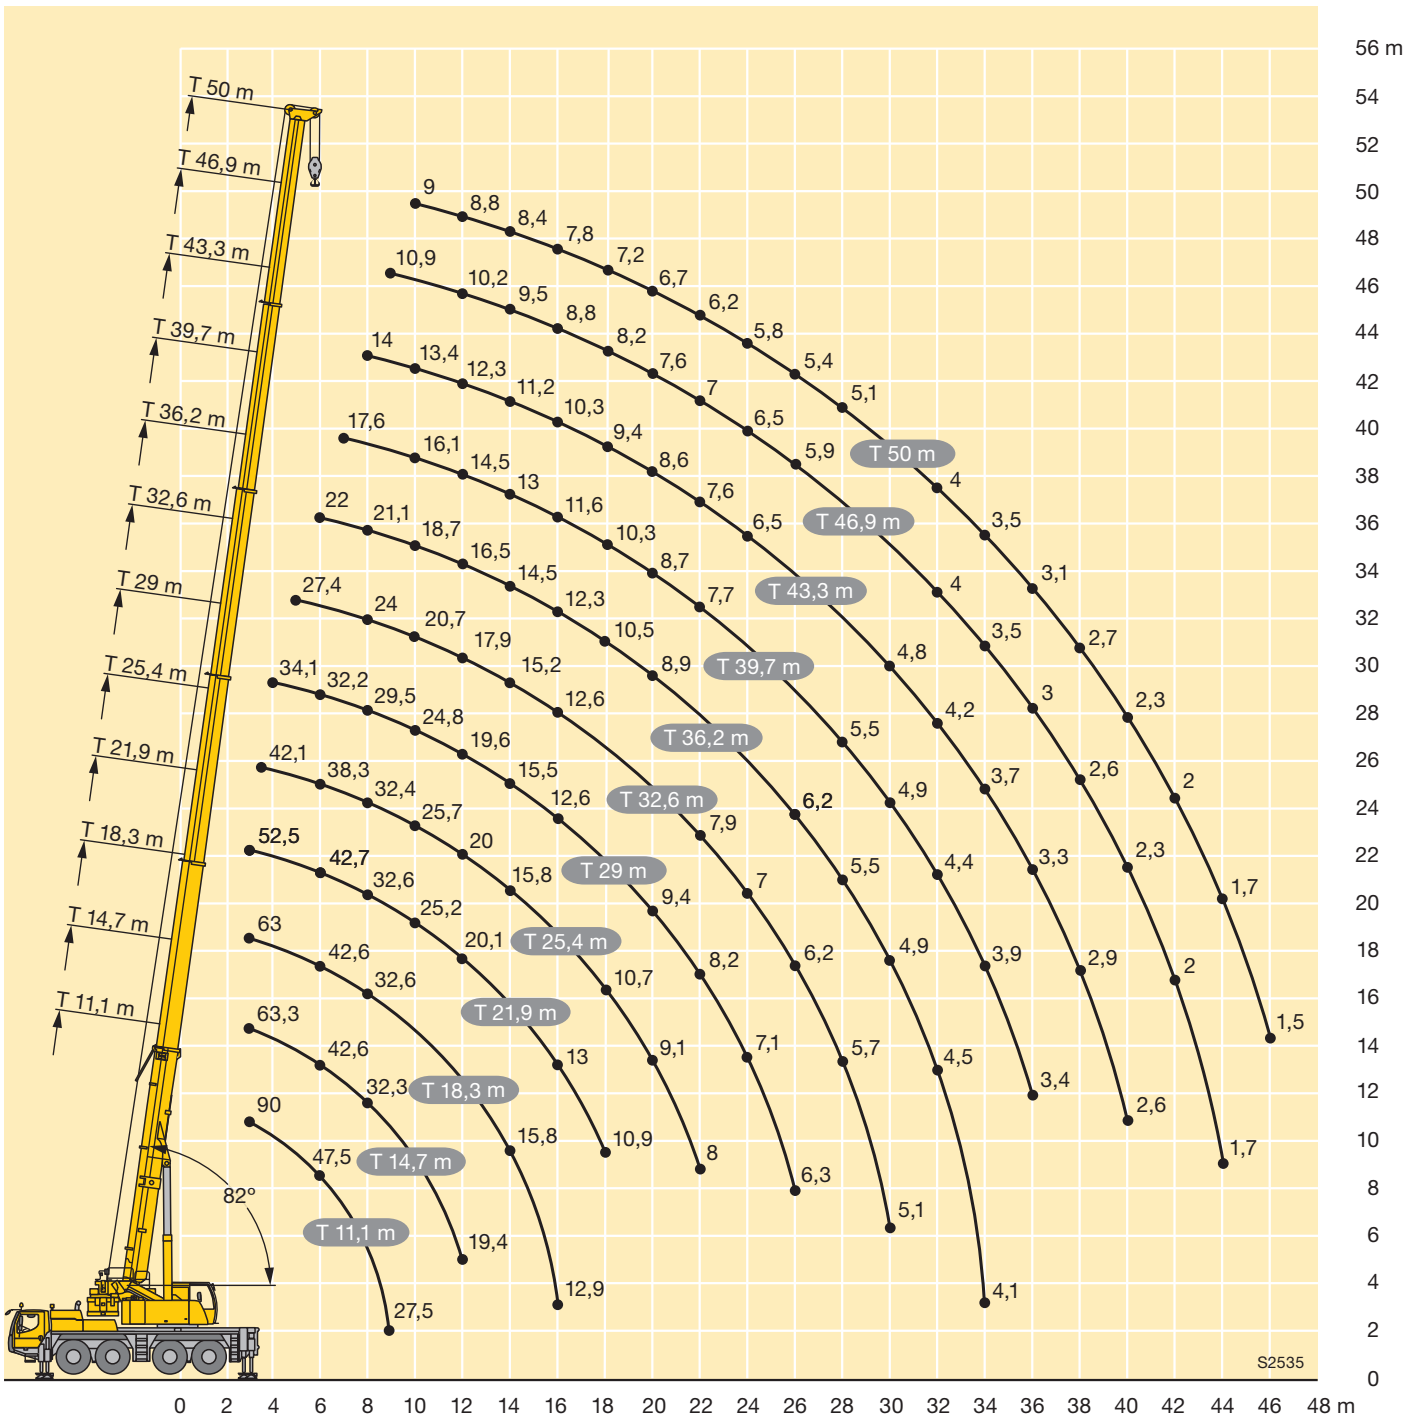 56 m
54
52
50
48
46
44
42
40
38
36
34
32
30
28
26
24
22
20
18
16
14
12
10
8
6
4
2
0
T 50 m
T 46,9 m
T 43,3 m
T 39,7 m
T 36,2 m
T 32,6 m
T 29 m
T 25,4 m
T 21,9 m
T 18,3 m
T 14,7 m
T 11,1 m
82º
9 8,8 8,4 7,8 7,2 6,7 6,2 5,8 5,4 5,1 T 50 m 4 3,5 3,1 2,7 2,3 2 1,7 1,5
10,9 10,2 9,5 8,8 8,2 7,6 7 6,5 5,9 T 46,9 m 4 3,5 3 2,6 2,3 2 1,7
14 13,4 12,3 11,2 10,3 9,4 8,6 7,6 6,5 T 43,3 m 4,8 4,2 3,7 3,3 2,9 2,6
17,6 16,1 14,5 13 11,6 10,3 8,7 7,7 T 39,7 m 5,5 4,9 4,4 3,9 3,4
22 21,1 18,7 16,5 14,5 12,3 10,5 8,9 T 36,2 m 6,2 5,5 4,9 4,5 4,1
27,4 24 20,7 17,9 15,2 12,6 T 32,6 m 7,9 7 6,2 5,7 5,1
34,1 32,2 29,5 24,8 19,6 15,5 12,6 T 29 m 9,4 8,2 7,1 6,3
42,1 38,3 32,4 25,7 20 15,8 T 25,4 m 10,7 9,1 8
52,5 42,7 32,6 25,2 20,1 T 21,9 m 13 10,9
63 42,6 32,6 T 18,3 m 15,8 12,9
63,3 42,6 32,3 T 14,7 m 19,4
90 47,5 T 11,1 m 27,5
S2535
0 2 4 6 8 10 12 14 16 18 20 22 24 26 28 30 32 34 36 38 40 42 44 46 48 m